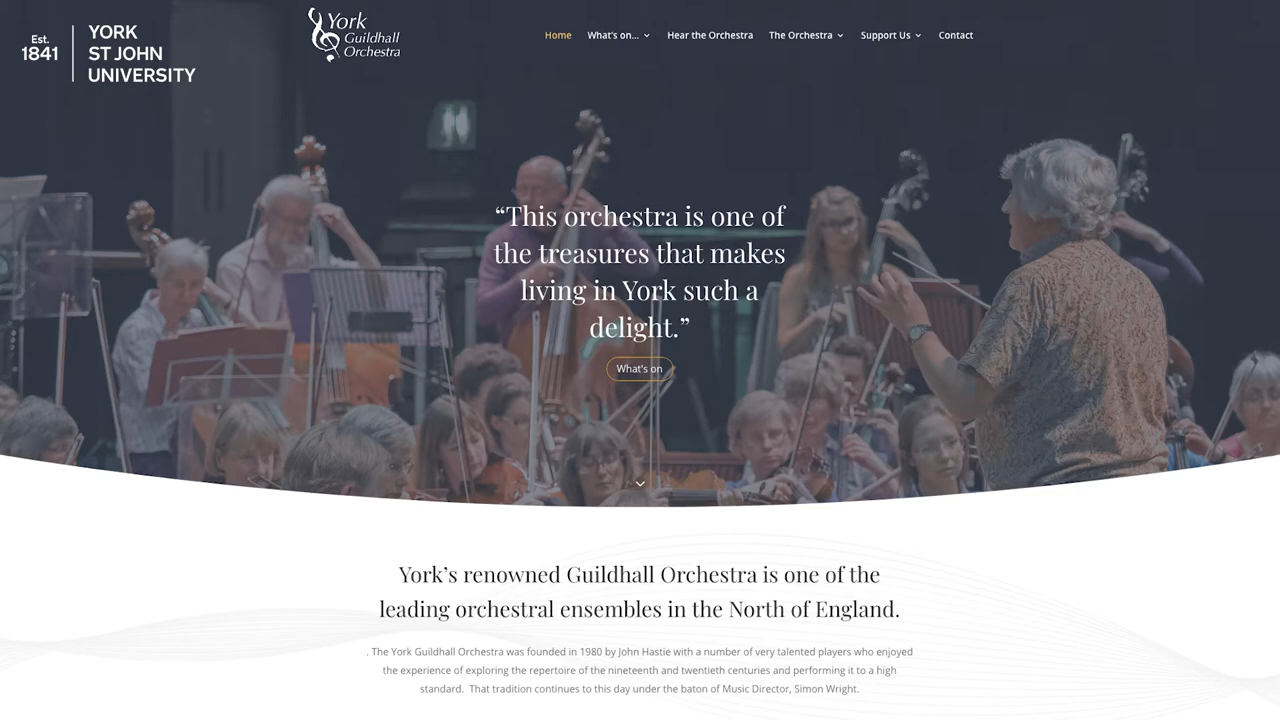 Est.
1841
YORK
ST JOHN
UNIVERSITY
York
Guildhall
Orchestra
Home What's on... Hear the Orchestra The Orchestra Support Us Contact
“This orchestra is one of
the treasures that makes
living in York such a
delight.”
What's on
York’s renowned Guildhall Orchestra is one of the
leading orchestral ensembles in the North of England.
. The York Guildhall Orchestra was founded in 1980 by John Hastie with a number of very talented players who enjoyed
the experience of exploring the repertoire of the nineteenth and twentieth centuries and performing it to a high
standard.  That tradition continues to this day under the baton of Music Director, Simon Wright.